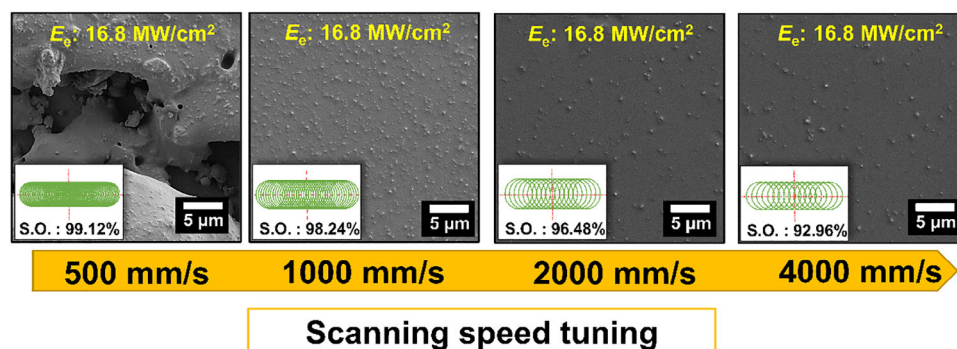 Ee: 16.8 MW/cm²
Ee: 16.8 MW/cm²
Ee: 16.8 MW/cm²
Ee: 16.8 MW/cm²
S.O. : 99.12%
5 µm
S.O. : 98.24%
5 µm
S.O. : 96.48%
5 µm
S.O. : 92.96%
5 µm
500 mm/s
1000 mm/s
2000 mm/s
4000 mm/s
Scanning speed tuning